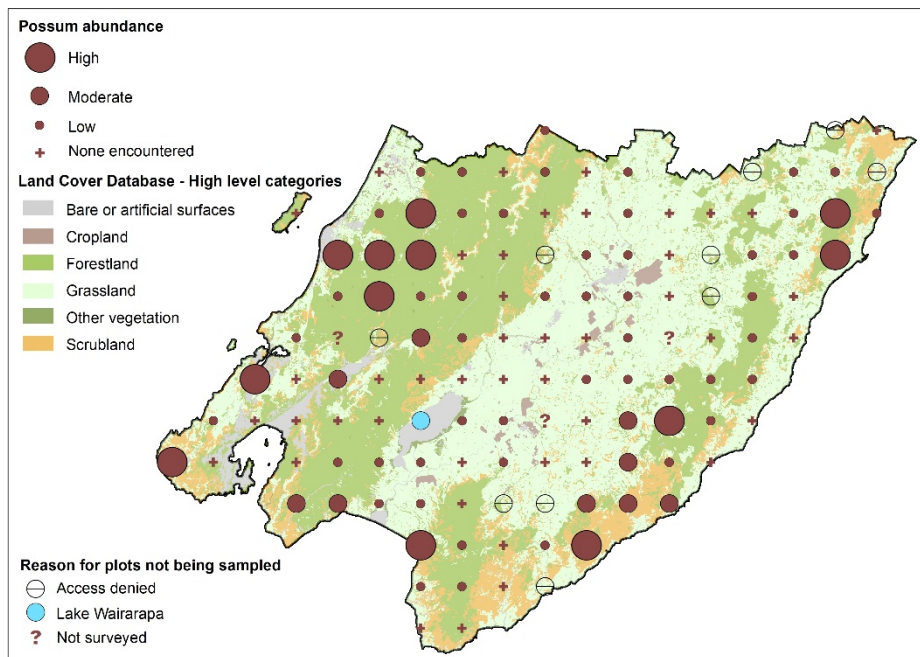 Possum abundance
High
Moderate
Low
None encountered
Land Cover Database - High level categories
Bare or artificial surfaces
Cropland
Forestland
Grassland
Other vegetation
Scrubland
Reason for plots not being sampled
Access denied
Lake Wairarapa
? Not surveyed
?
?
?